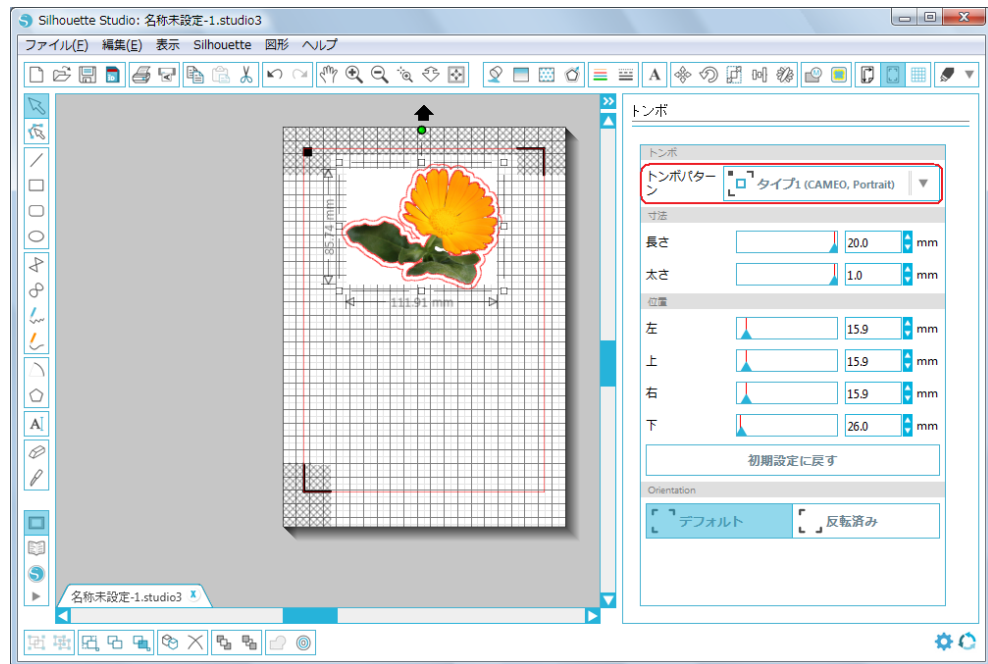 Silhouette Studio: 名称未設定-1.studio3
ファイル(F) 編集(E) 表示 Silhouette 図形 ヘルプ
トンボ
トンボ
トンボパターン
タイプ1 (CAMEO, Portrait)
寸法
長さ 20.0 mm
太さ 1.0 mm
位置
左 15.9 mm
上 15.9 mm
右 15.9 mm
下 26.0 mm
初期設定に戻す
Orientation
デフォルト 反転済み
85.74 mm
111.91 mm
名称未設定-1.studio3 x